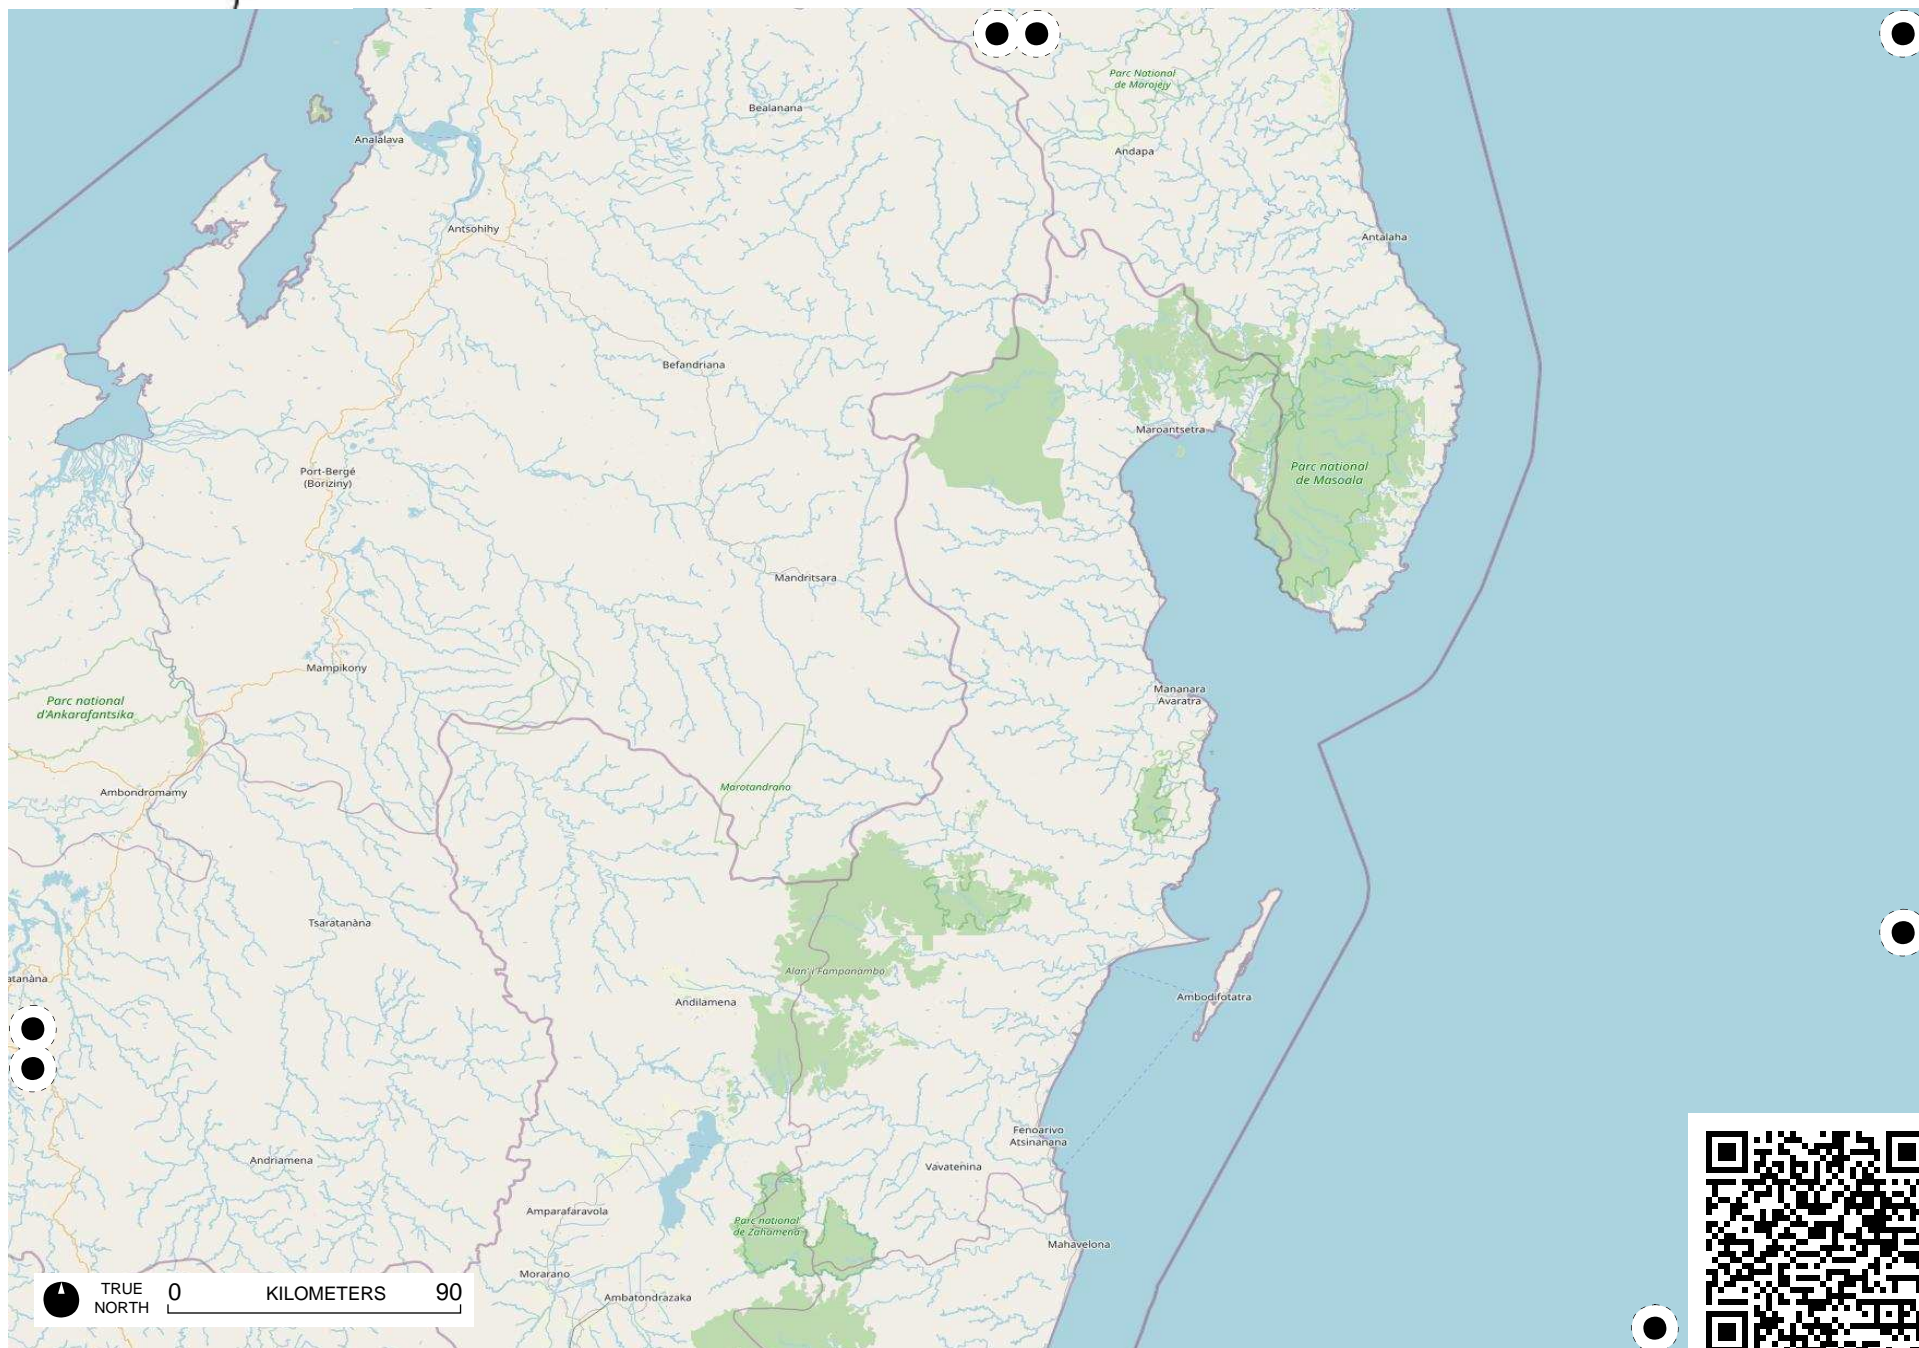 Parc National
de Marojejy
Bealanana
Analalava
Andapa
Antsohihy
Antalaha
Befandriana
Maroantsetra
Port-Bergé
(Boriziny)
Parc national
de Masoala
Mandritsara
Mampikony
Mananara
Avaratra
Parc national
d'Ankarafantsika
Marotandrano
Ambondromamy
Tsaratanàna
Alan' i Fampanambo
atanàna
Andilamena
Ambodifotatra
Fenoarivo
Atsinanana
Andriamena
Vavatenina
Amparafaravola
Parc national
de Zahamena
Mahavelona
Morarano
Ambatondrazaka
TRUE
NORTH
0 KILOMETERS 90